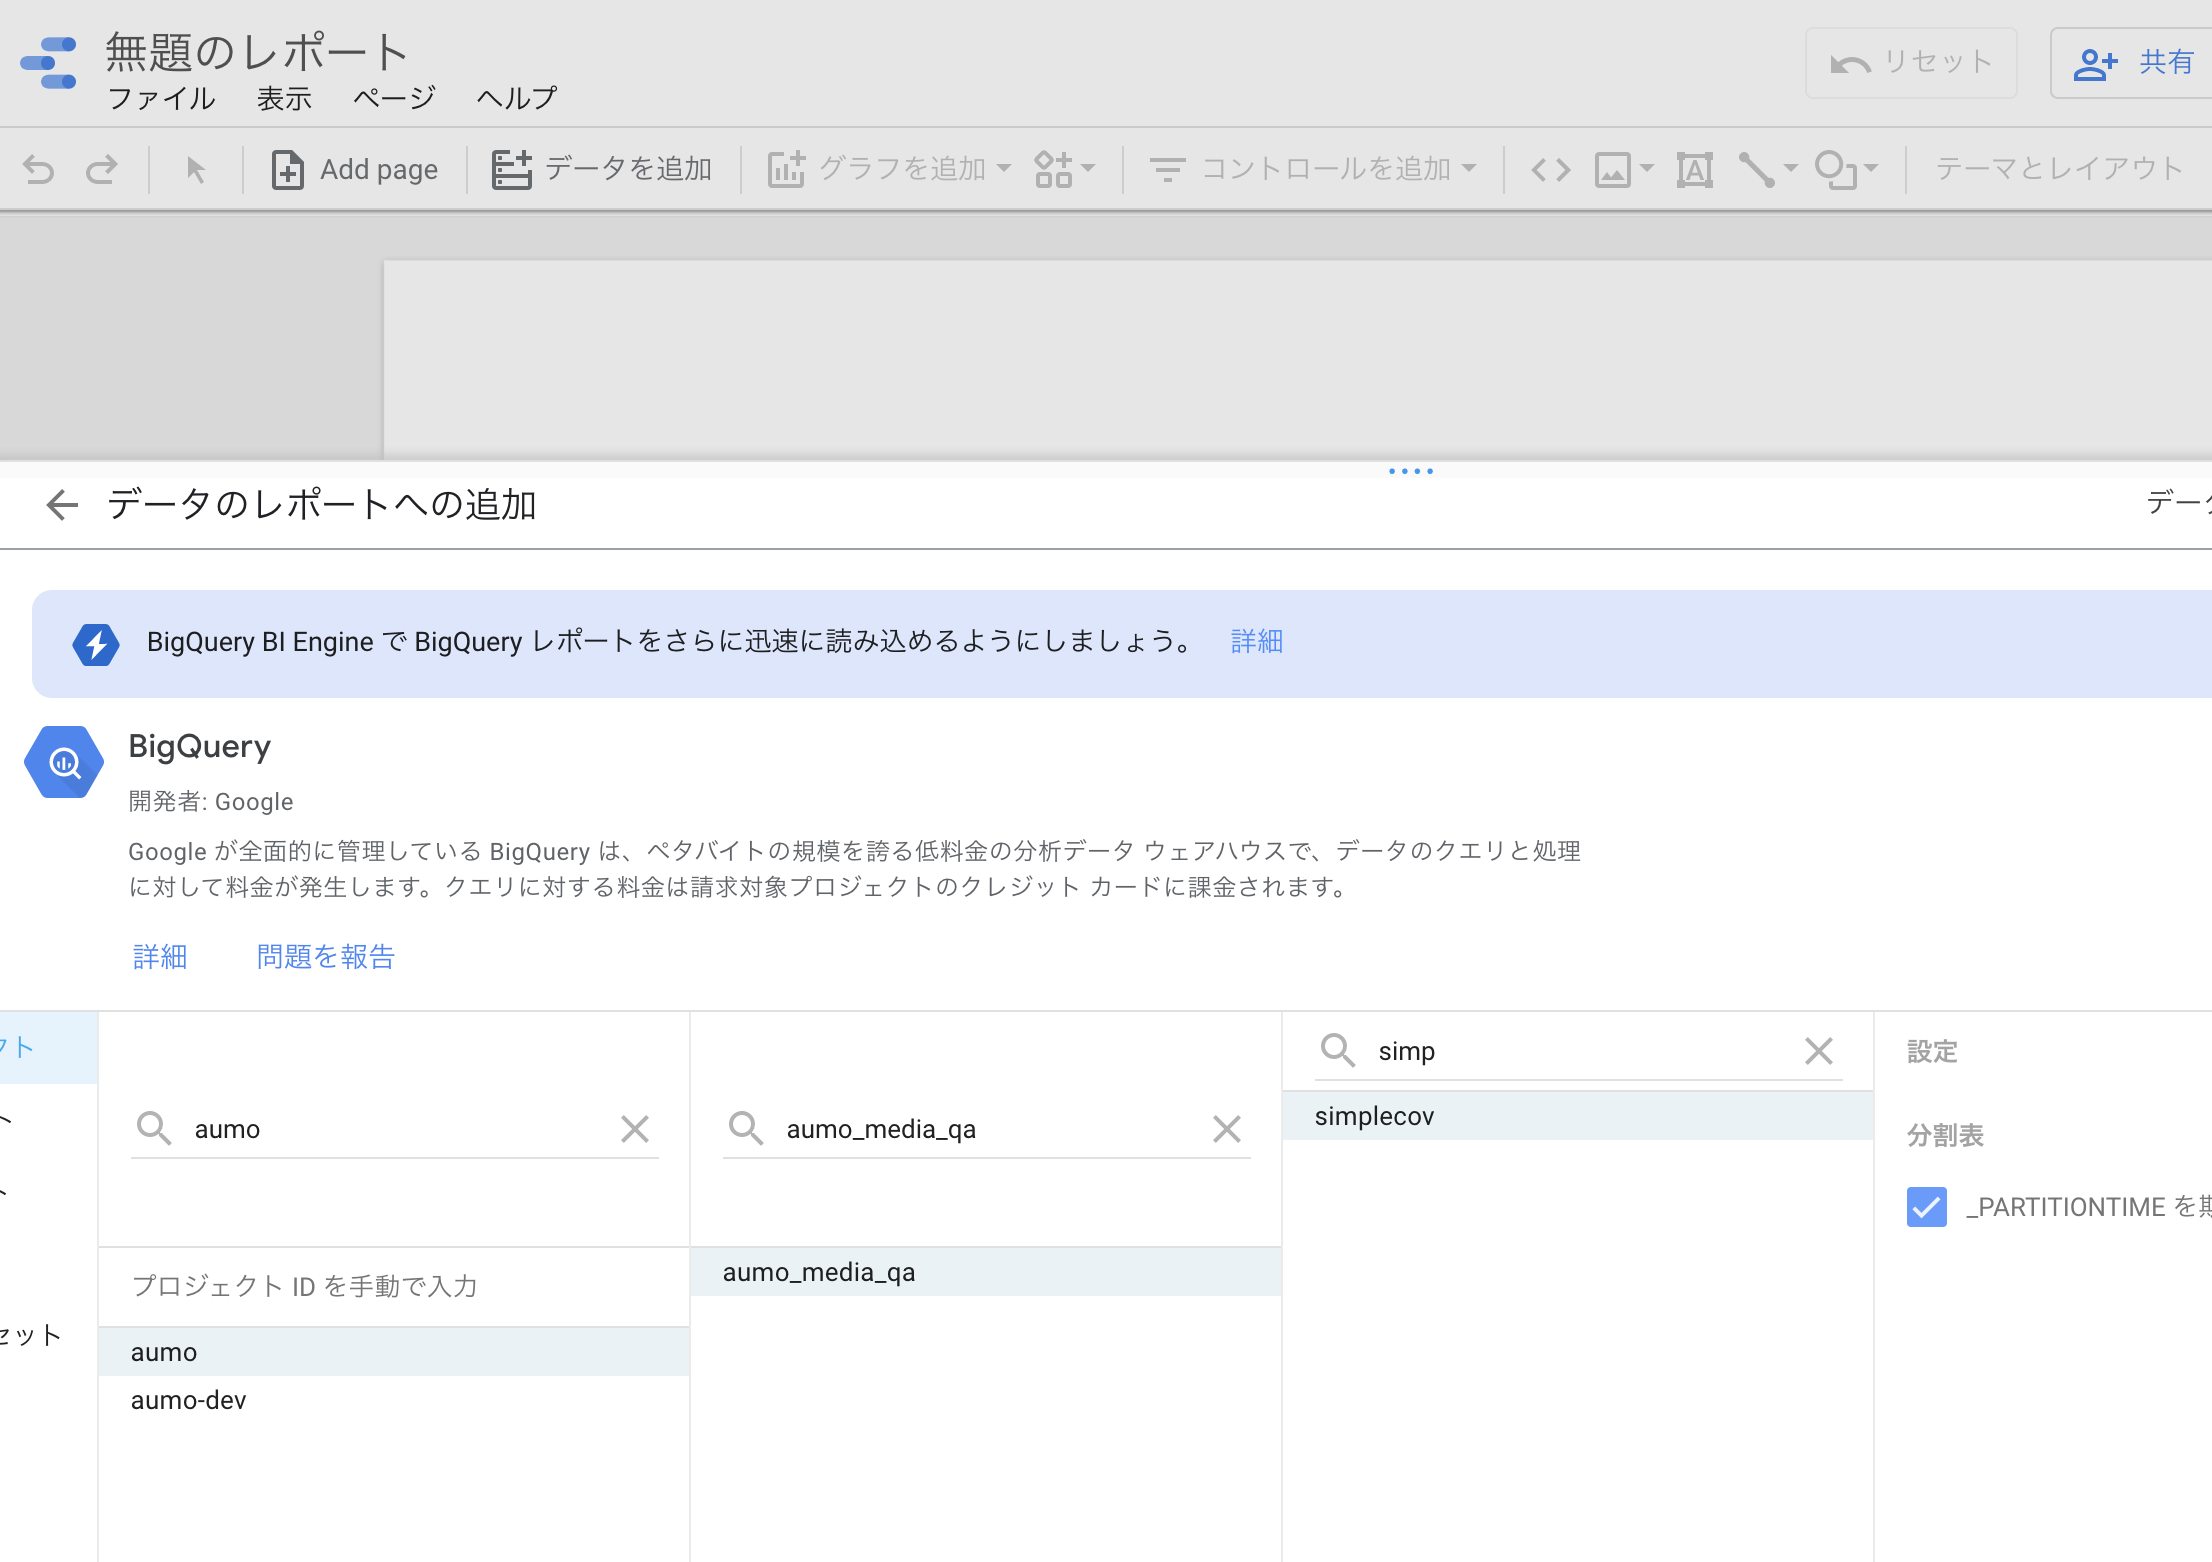 無題のレポート
ファイル 表示 ページ ヘルプ
リセット
共有
Add page
データを追加
グラフを追加
コントロールを追加
テーマとレイアウト
データのレポートへの追加
データ
BigQuery BI Engine で BigQuery レポートをさらに迅速に読み込めるようにしましょう。 詳細
BigQuery
開発者: Google
Google が全面的に管理している BigQuery は、ペタバイトの規模を誇る低料金の分析データ ウェアハウスで、データのクエリと処理
に対して料金が発生します。クエリに対する料金は請求対象プロジェクトのクレジット カードに課金されます。
詳細 問題を報告
クト
ト
ト
セット
aumo
プロジェクト ID を手動で入力
aumo
aumo-dev
aumo_media_qa
aumo_media_qa
simp
simplecov
設定
分割表
_PARTITIONTIME を